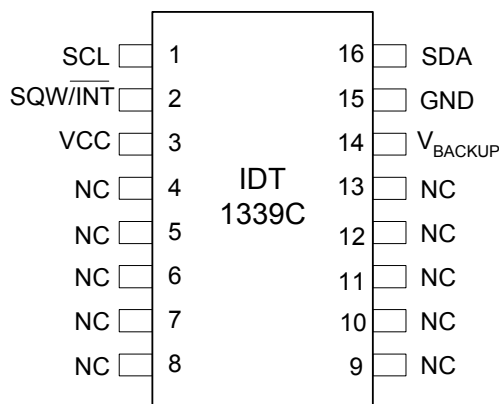 SCL 1 16 SDA
SQW/INT 2 15 GND
VCC 3 14 VBACKUP
NC 4 13 NC
IDT
1339C
NC 5 12 NC
NC 6 11 NC
NC 7 10 NC
NC 8 9 NC